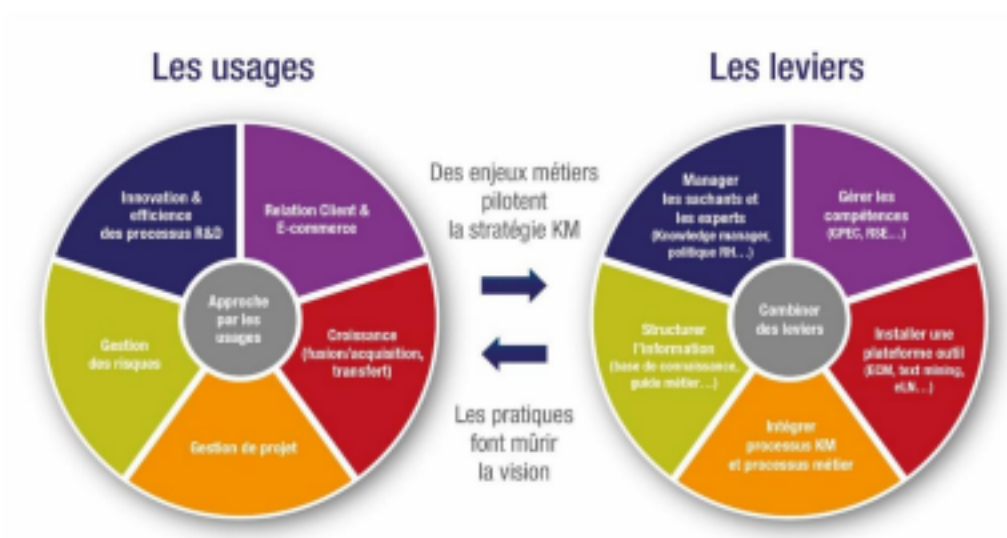 Les usages
Innovation &
efficience
des processus R&D
Relation Client &
E-commerce
Approche
par les
usages
Gestion
des risques
Croissance
(fusion/acquisition,
transfert)
Gestion de projet
Des enjeux métiers
pilotent
la stratégie KM
Les pratiques
font mûrir
la vision
Les leviers
Manager
les sachants et
les experts
(Knowledge manager,
politique RH...)
Gérer les
compétences
(GPEC, RSE...)
Combiner
des leviers
Structurer
l'information
(base de connaissance,
guide métier...)
Installer une
plateforme outil
(ECM, text mining,
eLN...)
Intégrer
processus KM
et processus métier